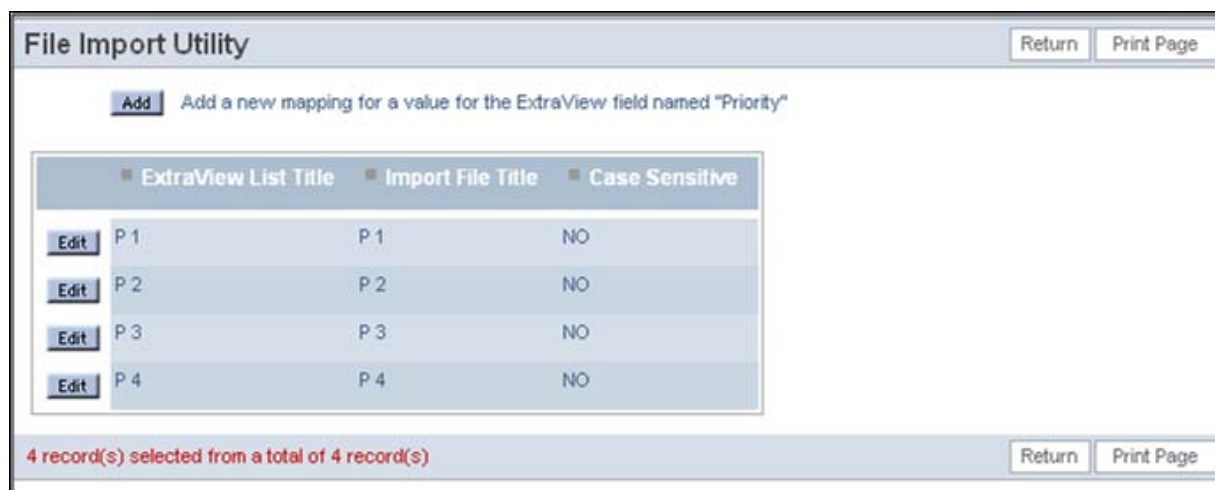 File Import Utility Return Print Page
Add Add a new mapping for a value for the ExtraView field named "Priority"
ExtraView List Title Import File Title Case Sensitive
Edit P 1 P 1 NO
Edit P 2 P 2 NO
Edit P 3 P 3 NO
Edit P 4 P 4 NO
4 record(s) selected from a total of 4 record(s) Return Print Page